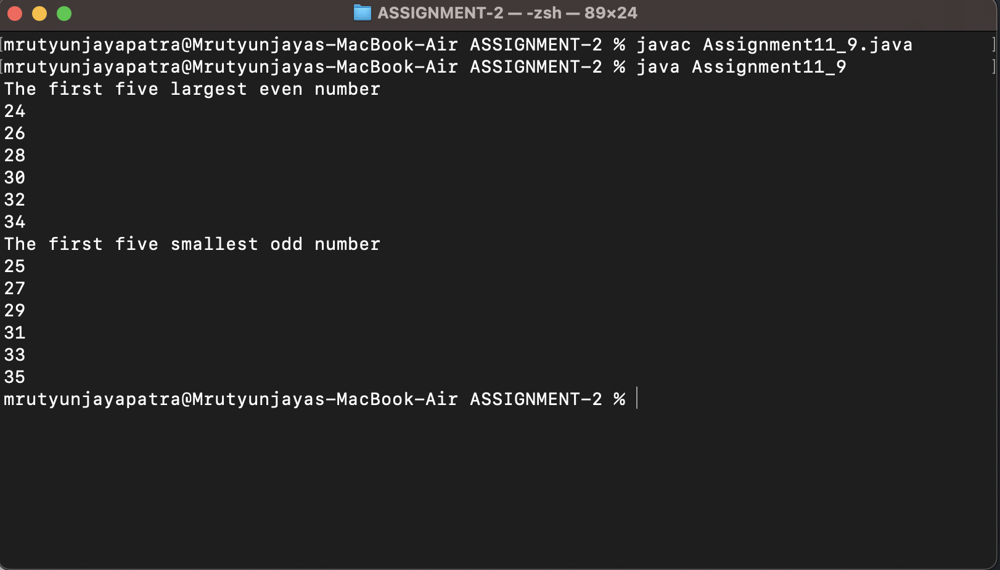 ASSIGNMENT-2 — -zsh — 89×24
mrutyunjayapatra@Mrutyunjayas-MacBook-Air ASSIGNMENT-2 % javac Assignment11_9.java
mrutyunjayapatra@Mrutyunjayas-MacBook-Air ASSIGNMENT-2 % java Assignment11_9
The first five largest even number
24
26
28
30
32
34
The first five smallest odd number
25
27
29
31
33
35
mrutyunjayapatra@Mrutyunjayas-MacBook-Air ASSIGNMENT-2 %